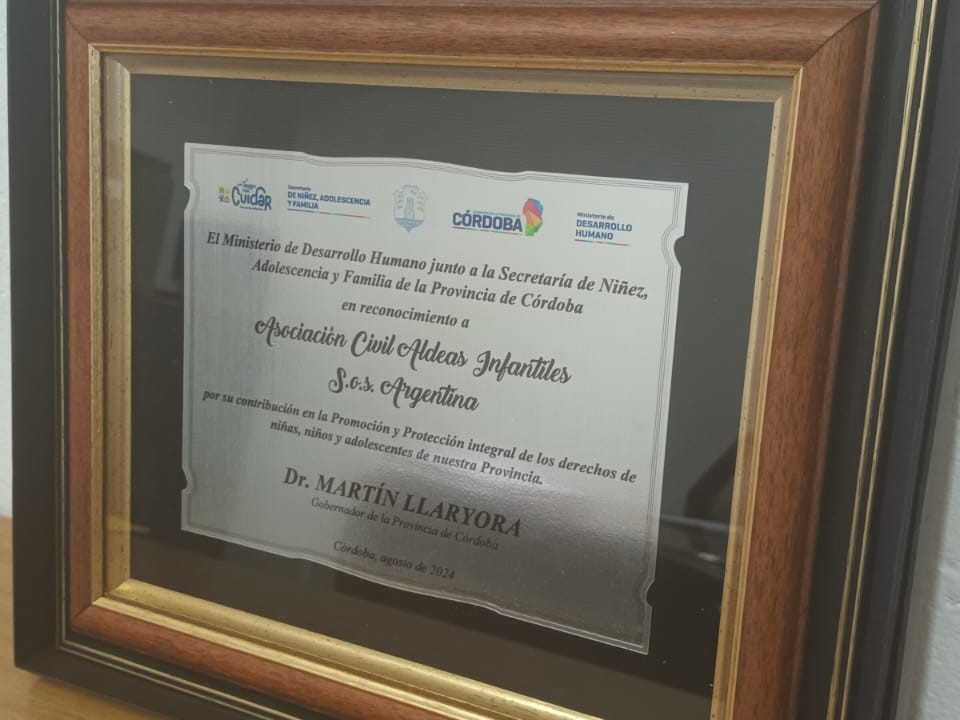 Cuidar
Secretaría
DE NIÑEZ, ADOLESCENCIA
Y FAMILIA
CÓRDOBA
Ministerio de
DESARROLLO
HUMANO
El Ministerio de Desarrollo Humano junto a la Secretaría de Niñez,
Adolescencia y Familia de la Provincia de Córdoba
en reconocimiento a
Asociación Civil Aldeas Infantiles
S.o.s. Argentina
por su contribución en la Promoción y Protección integral de los derechos de
niñas, niños y adolescentes de nuestra Provincia.
Dr. MARTÍN LLARYORA
Gobernador de la Provincia de Córdoba
Córdoba, agosto de 2024